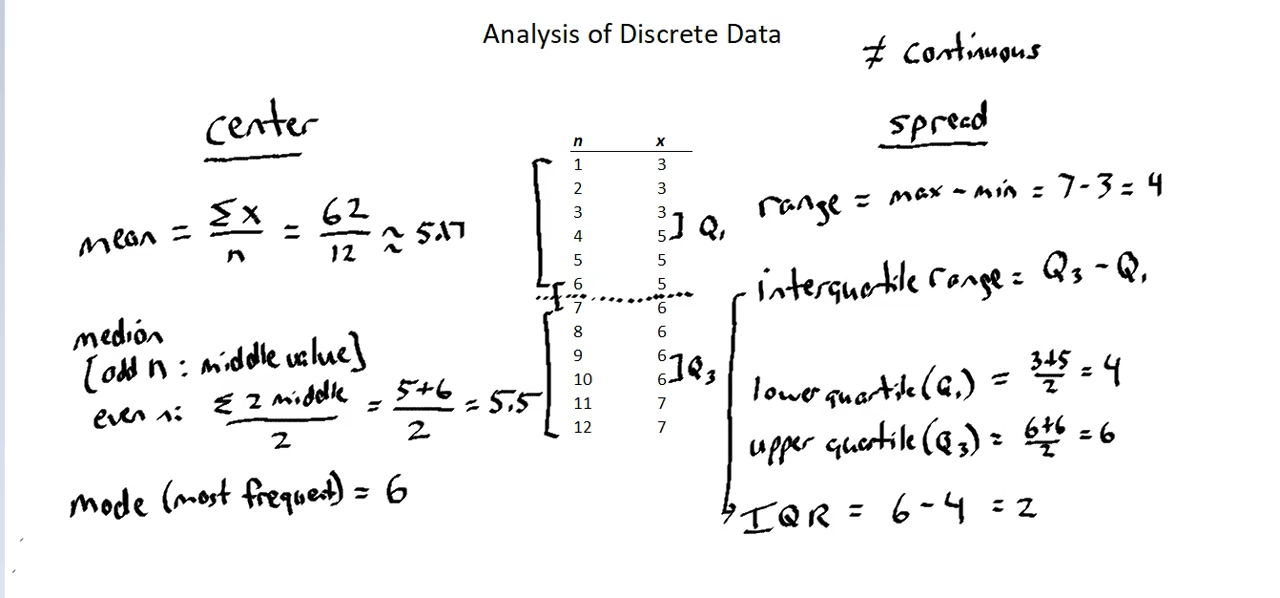 Analysis of Discrete Data
≠ continuous
center
mean = Σx/n = 62/12 ≈ 5.17
median
[odd n: middle value]
even n: Σ 2 middle/2 = 5+6/2 = 5.5
mode (most frequent) = 6
n x
1 3
2 3
3 3
4 5
5 5
6 5
7 6
8 6
9 6
10 6
11 7
12 7
] Q₁
] Q₃
spread
range = max - min = 7-3 = 4
interquartile range = Q₃ - Q₁
lower quartile (Q₁) = 3+5/2 = 4
upper quartile (Q₃) = 6+6/2 = 6
IQR = 6-4 = 2